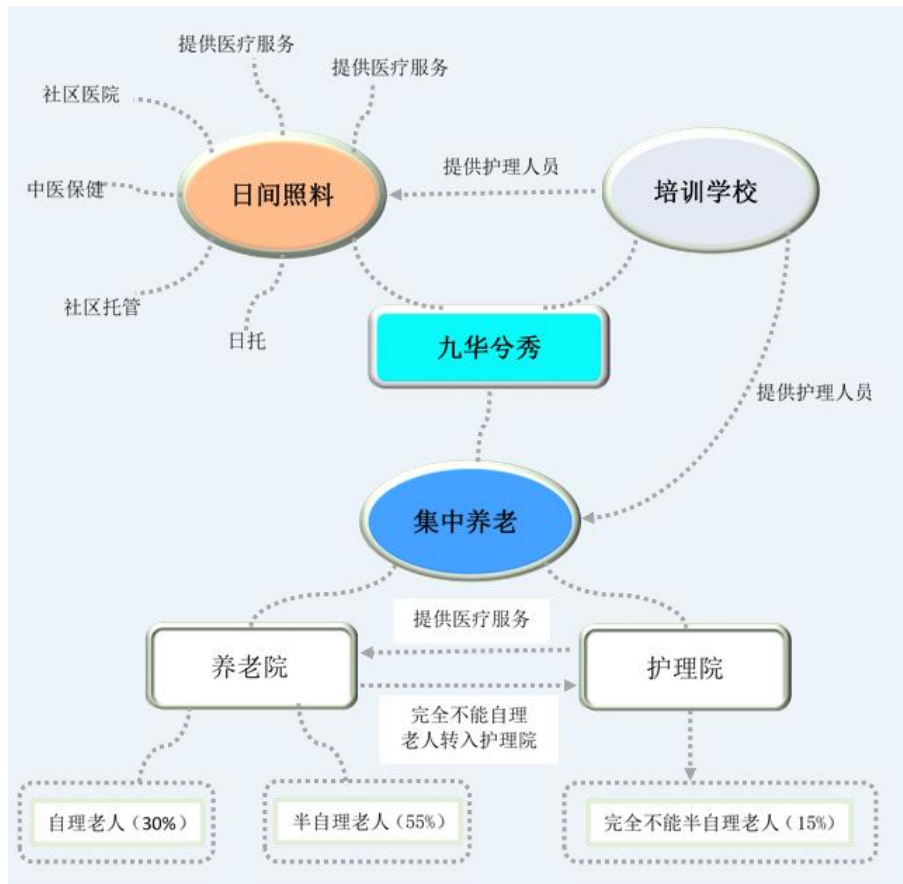 提供医疗服务
提供医疗服务
社区医院
提供护理人员
中医保健
日间照料
培训学校
社区托管
日托
九华兮秀
提供护理人员
集中养老
提供医疗服务
养老院
护理院
完全不能自理
老人转入护理院
自理老人（30%）
半自理老人（55%）
完全不能半自理老人（15%）